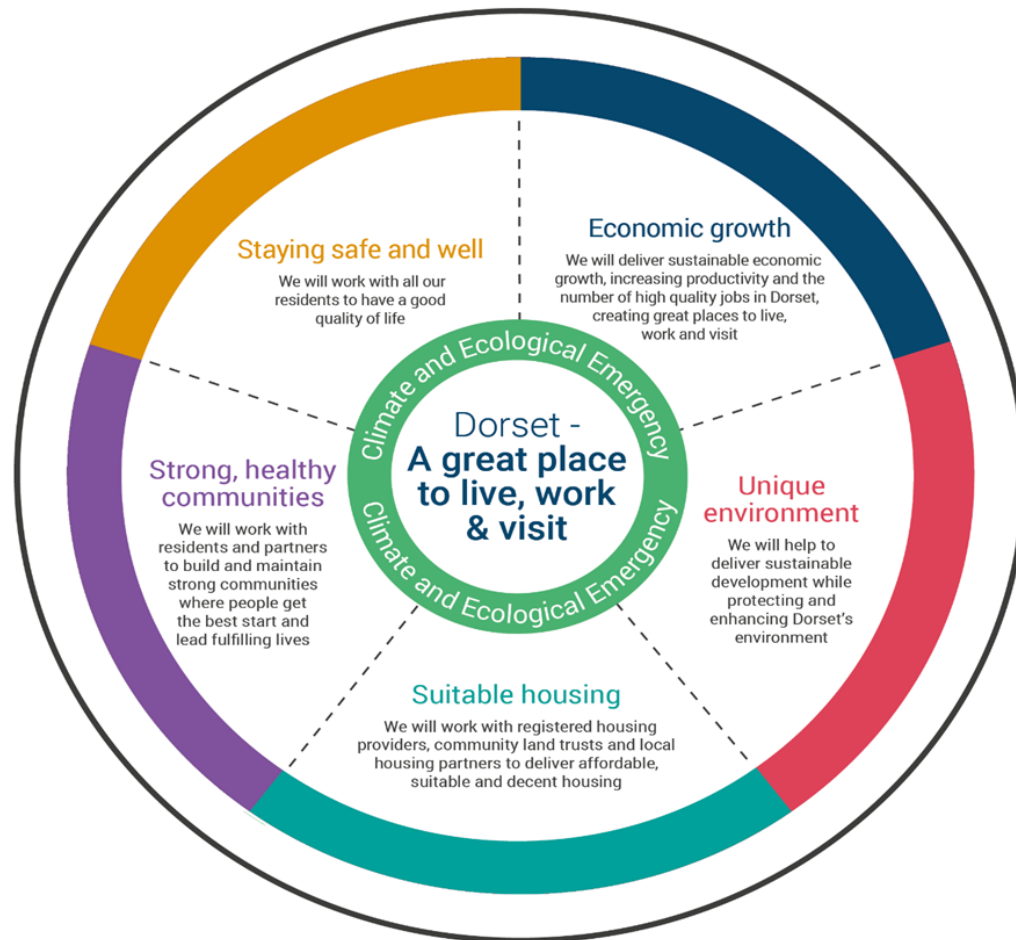 Staying safe and well
We will work with all our
residents to have a good
quality of life
Economic growth
We will deliver sustainable economic
growth, increasing productivity and the
number of high quality jobs in Dorset,
creating great places to live,
work and visit
Climate and Ecological Emergency
Dorset -
A great place
to live, work
& visit
Climate and Ecological Emergency
Strong, healthy
communities
We will work with
residents and partners
to build and maintain
strong communities
where people get
the best start and
lead fulfilling lives
Unique
environment
We will help to
deliver sustainable
development while
protecting and
enhancing Dorset's
environment
Suitable housing
We will work with registered housing
providers, community land trusts and local
housing partners to deliver affordable,
suitable and decent housing